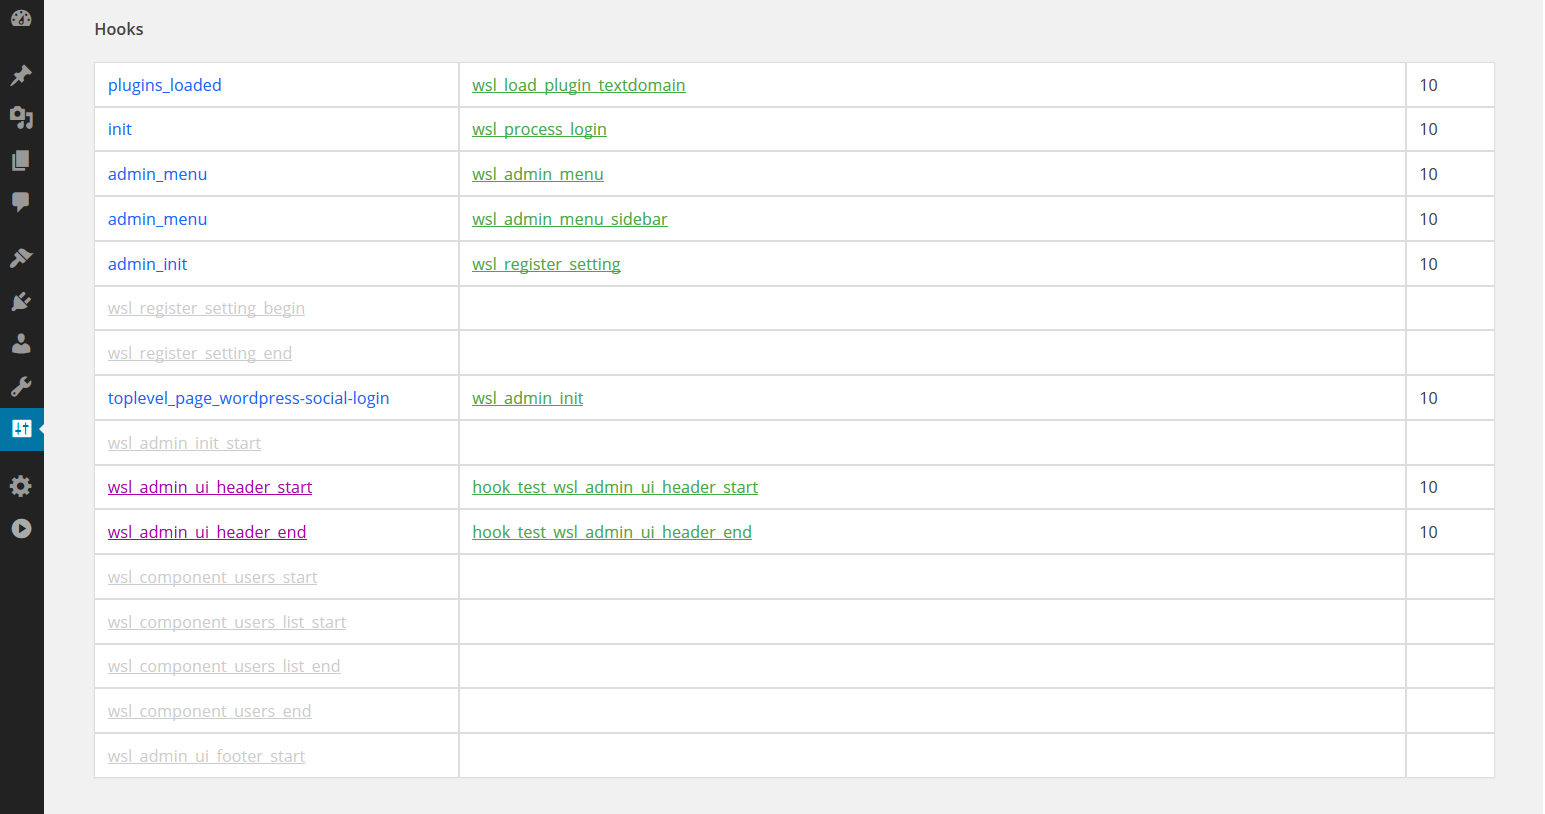 Hooks
plugins_loaded wsl_load_plugin_textdomain 10
init wsl_process_login 10
admin_menu wsl_admin_menu 10
admin_menu wsl_admin_menu_sidebar 10
admin_init wsl_register_setting 10
wsl_register_setting_begin
wsl_register_setting_end
toplevel_page_wordpress-social-login wsl_admin_init 10
wsl_admin_init_start
wsl_admin_ui_header_start hook_test_wsl_admin_ui_header_start 10
wsl_admin_ui_header_end hook_test_wsl_admin_ui_header_end 10
wsl_component_users_start
wsl_component_users_list_start
wsl_component_users_list_end
wsl_component_users_end
wsl_admin_ui_footer_start